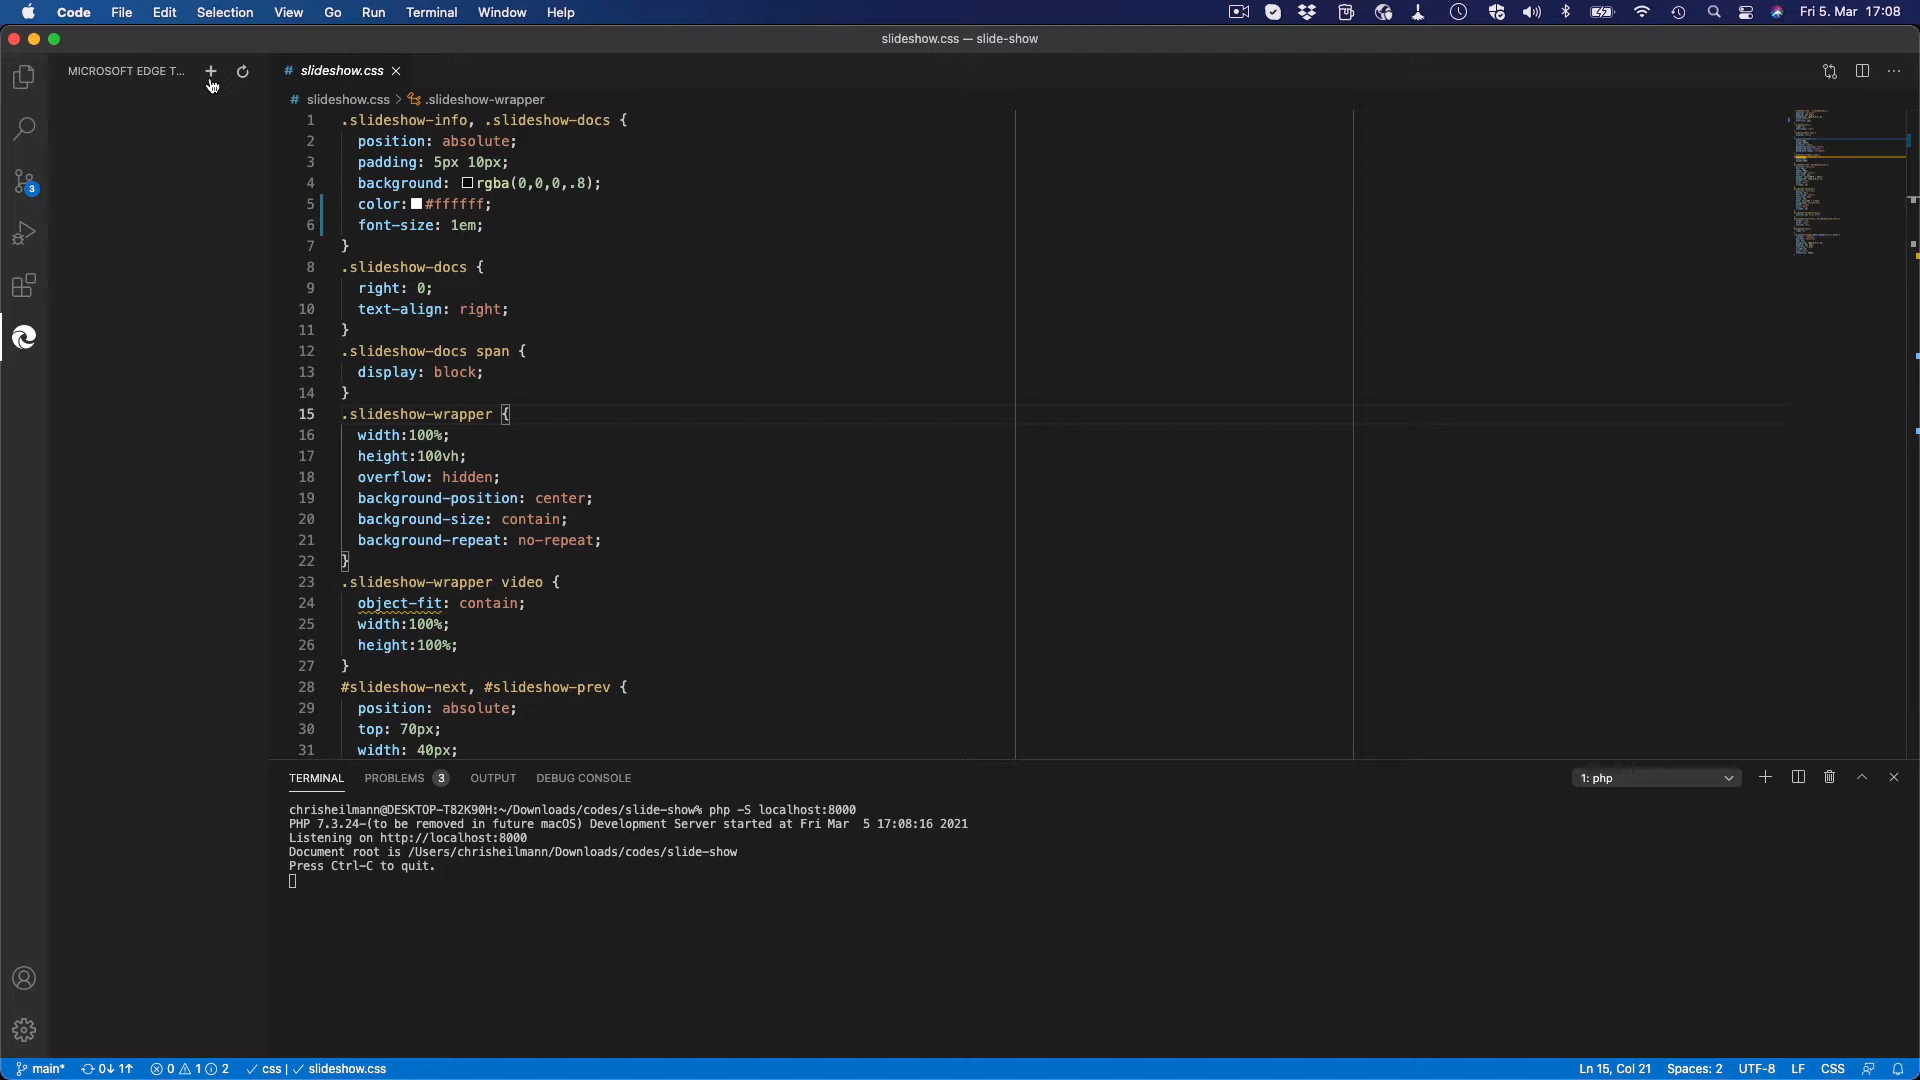 Code File Edit Selection View Go Run Terminal Window Help Fri 5. Mar 17:08
slideshow.css — slide-show
MICROSOFT EDGE T...
# slideshow.css
# slideshow.css > .slideshow-wrapper
1 .slideshow-info, .slideshow-docs {
2 position: absolute;
3 padding: 5px 10px;
4 background: rgba(0,0,0,.8);
5 color: #ffffff;
6 font-size: 1em;
7 }
8 .slideshow-docs {
9 right: 0;
10 text-align: right;
11 }
12 .slideshow-docs span {
13 display: block;
14 }
15 .slideshow-wrapper {
16 width:100%;
17 height:100vh;
18 overflow: hidden;
19 background-position: center;
20 background-size: contain;
21 background-repeat: no-repeat;
22 }
23 .slideshow-wrapper video {
24 object-fit: contain;
25 width:100%;
26 height:100%;
27 }
28 #slideshow-next, #slideshow-prev {
29 position: absolute;
30 top: 70px;
31 width: 40px;
3
TERMINAL PROBLEMS 3 OUTPUT DEBUG CONSOLE 1: php
chrisheilmann@DESKTOP-T82K90H:~/Downloads/codes/slide-show% php -S localhost:8000
PHP 7.3.24-(to be removed in future macOS) Development Server started at Fri Mar  5 17:08:16 2021
Listening on http://localhost:8000
Document root is /Users/chrisheilmann/Downloads/codes/slide-show
Press Ctrl-C to quit.
main* 0↓ 1↑ 0 1 2 ✓ css | ✓ slideshow.css Ln 15, Col 21 Spaces: 2 UTF-8 LF CSS